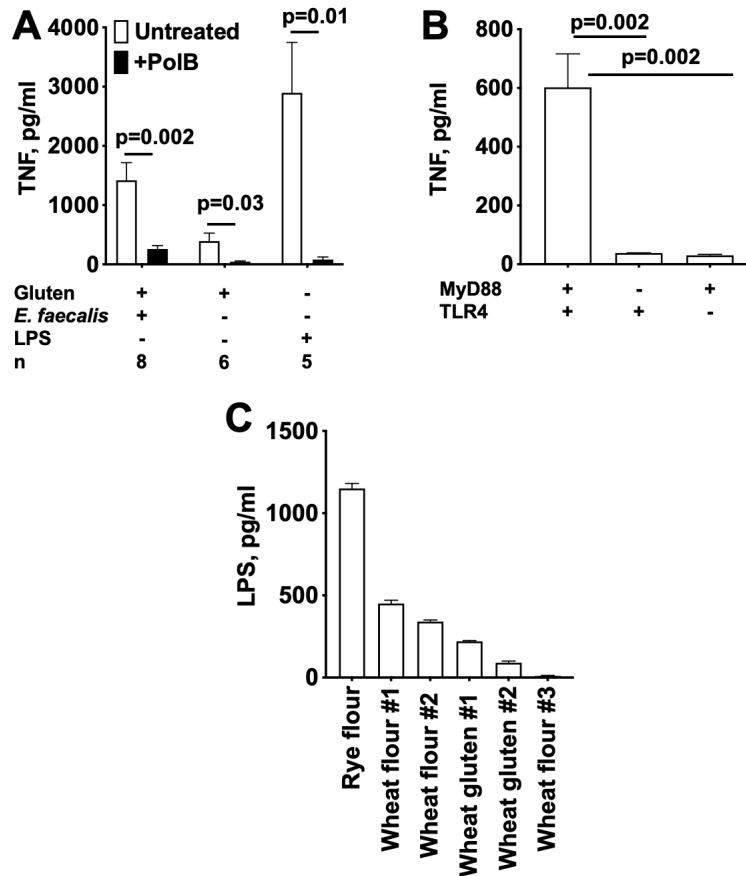 A
Untreated
+PolB
p=0.01
p=0.002
p=0.03
TNF, pg/ml
4000
3000
2000
1000
0
Gluten + + -
E. faecalis + - -
LPS - - +
n 8 6 5
B
p=0.002
p=0.002
TNF, pg/ml
800
600
400
200
0
MyD88 + - +
TLR4 + + -
C
LPS, pg/ml
1500
1000
500
0
Rye flour
Wheat flour #1
Wheat flour #2
Wheat gluten #1
Wheat gluten #2
Wheat flour #3